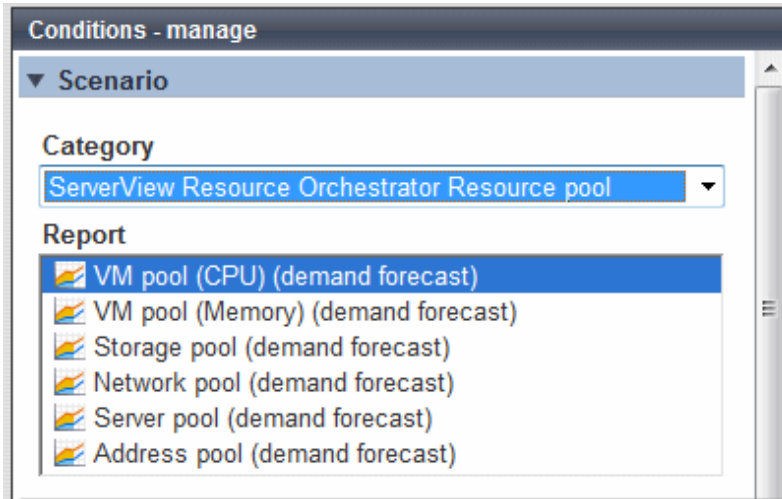 Conditions - manage
Scenario
Category
ServerView Resource Orchestrator Resource pool
Report
VM pool (CPU) (demand forecast)
VM pool (Memory) (demand forecast)
Storage pool (demand forecast)
Network pool (demand forecast)
Server pool (demand forecast)
Address pool (demand forecast)